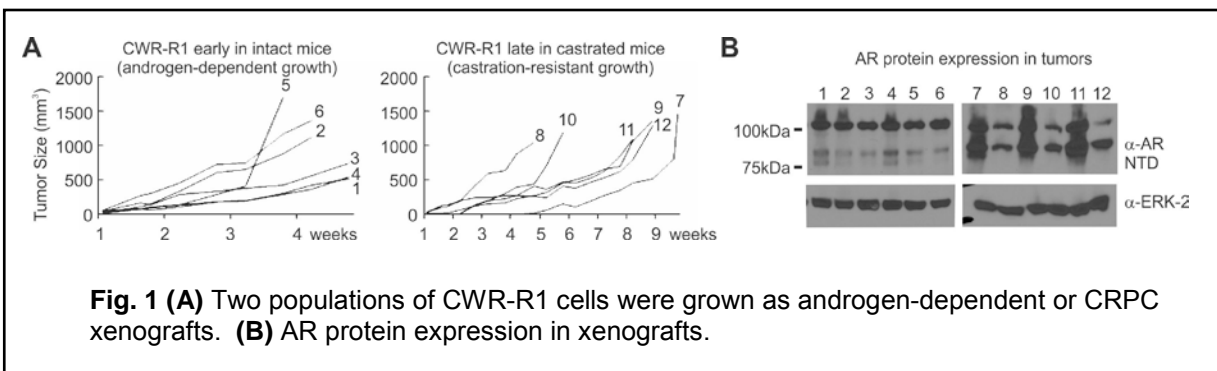 A
CWR-R1 early in intact mice
(androgen-dependent growth)
CWR-R1 late in castrated mice
(castration-resistant growth)
Tumor Size (mm³)
2000
1500
1000
500
0
1 2 3 4 weeks
5
6
2
3
4
1
2000
1500
1000
500
0
1 2 3 4 5 6 7 8 9 weeks
8
10
11
9
12
7
B
AR protein expression in tumors
1 2 3 4 5 6 7 8 9 10 11 12
100kDa
75kDa
α-AR
NTD
α-ERK-2
Fig. 1 (A) Two populations of CWR-R1 cells were grown as androgen-dependent or CRPC
xenografts. (B) AR protein expression in xenografts.